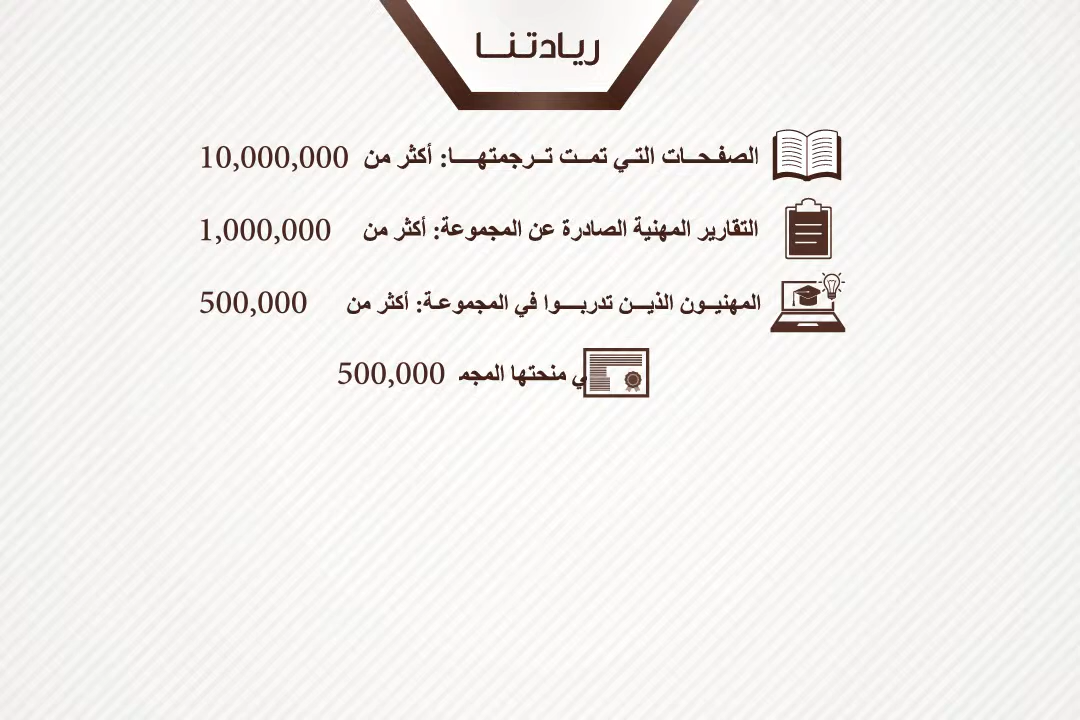 ريادتنا
الصفحات التي تمت ترجمتها: أكثر من 10,000,000
التقارير المهنية الصادرة عن المجموعة: أكثر من 1,000,000
المهنيون الذين تدربوا في المجموعة: أكثر من 500,000
منحتها 500,000